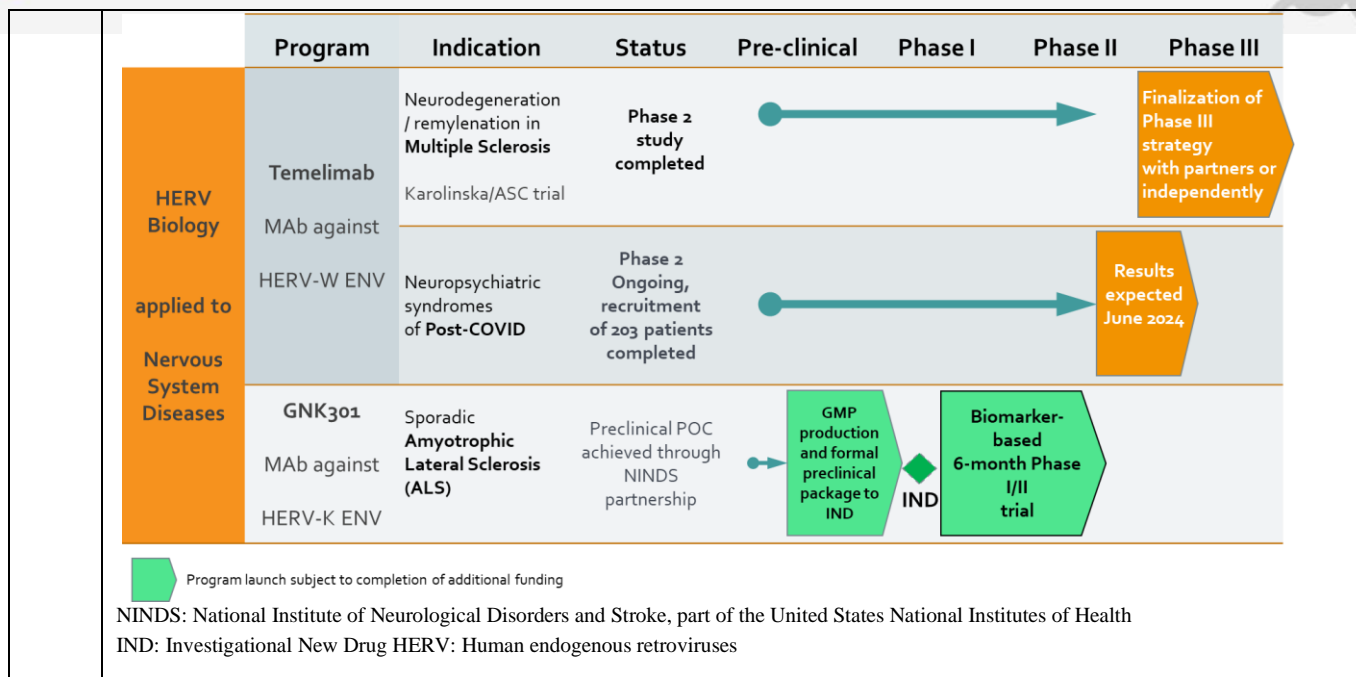 Program Indication Status Pre-clinical Phase I Phase II Phase III
HERV
Biology
applied to
Nervous
System
Diseases
Temelimab
MAb against
HERV-W ENV
Neurodegeneration
/ remylenation in
Multiple Sclerosis
Karolinska/ASC trial
Phase 2
study
completed
Finalization of
Phase III
strategy
with partners or
independently
Neuropsychiatric
syndromes
of Post-COVID
Phase 2
Ongoing,
recruitment
of 203 patients
completed
Results
expected
June 2024
GNK301
MAb against
HERV-K ENV
Sporadic
Amyotrophic
Lateral Sclerosis
(ALS)
Preclinical POC
achieved through
NINDS
partnership
GMP
production
and formal
preclinical
package to
IND
IND
Biomarker-
based
6-month Phase
I/II
trial
Program launch subject to completion of additional funding
NINDS: National Institute of Neurological Disorders and Stroke, part of the United States National Institutes of Health
IND: Investigational New Drug HERV: Human endogenous retroviruses